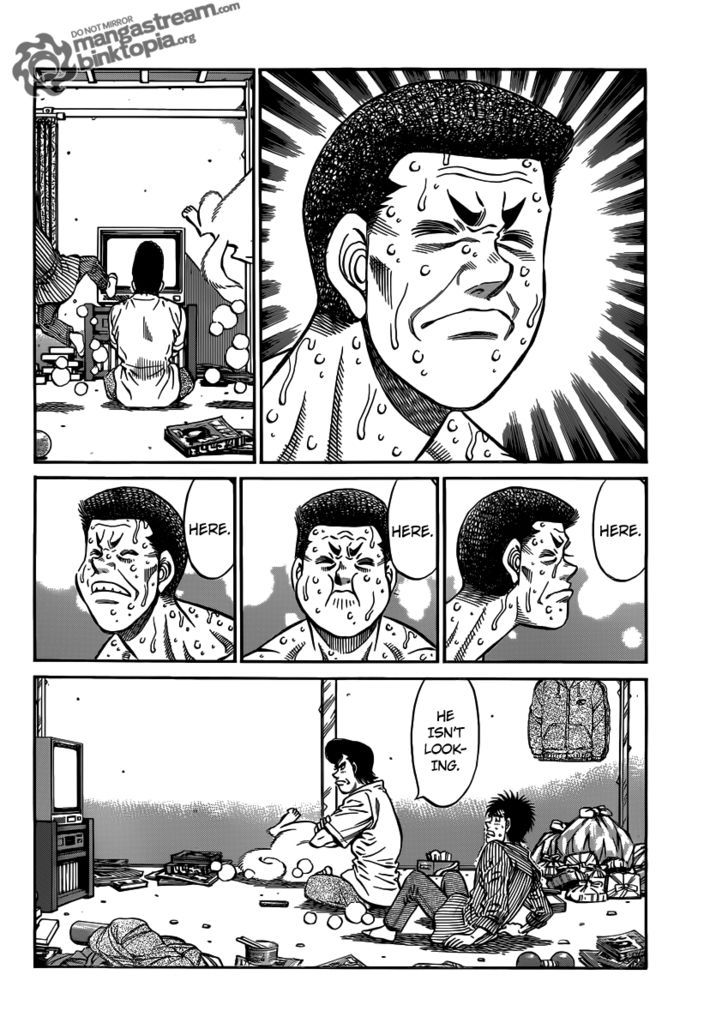 DO NOT MIRROR
mangastream.com
binktopia.org
HERE.
HERE.
HERE.
HE
ISN'T
LOOK-
ING.